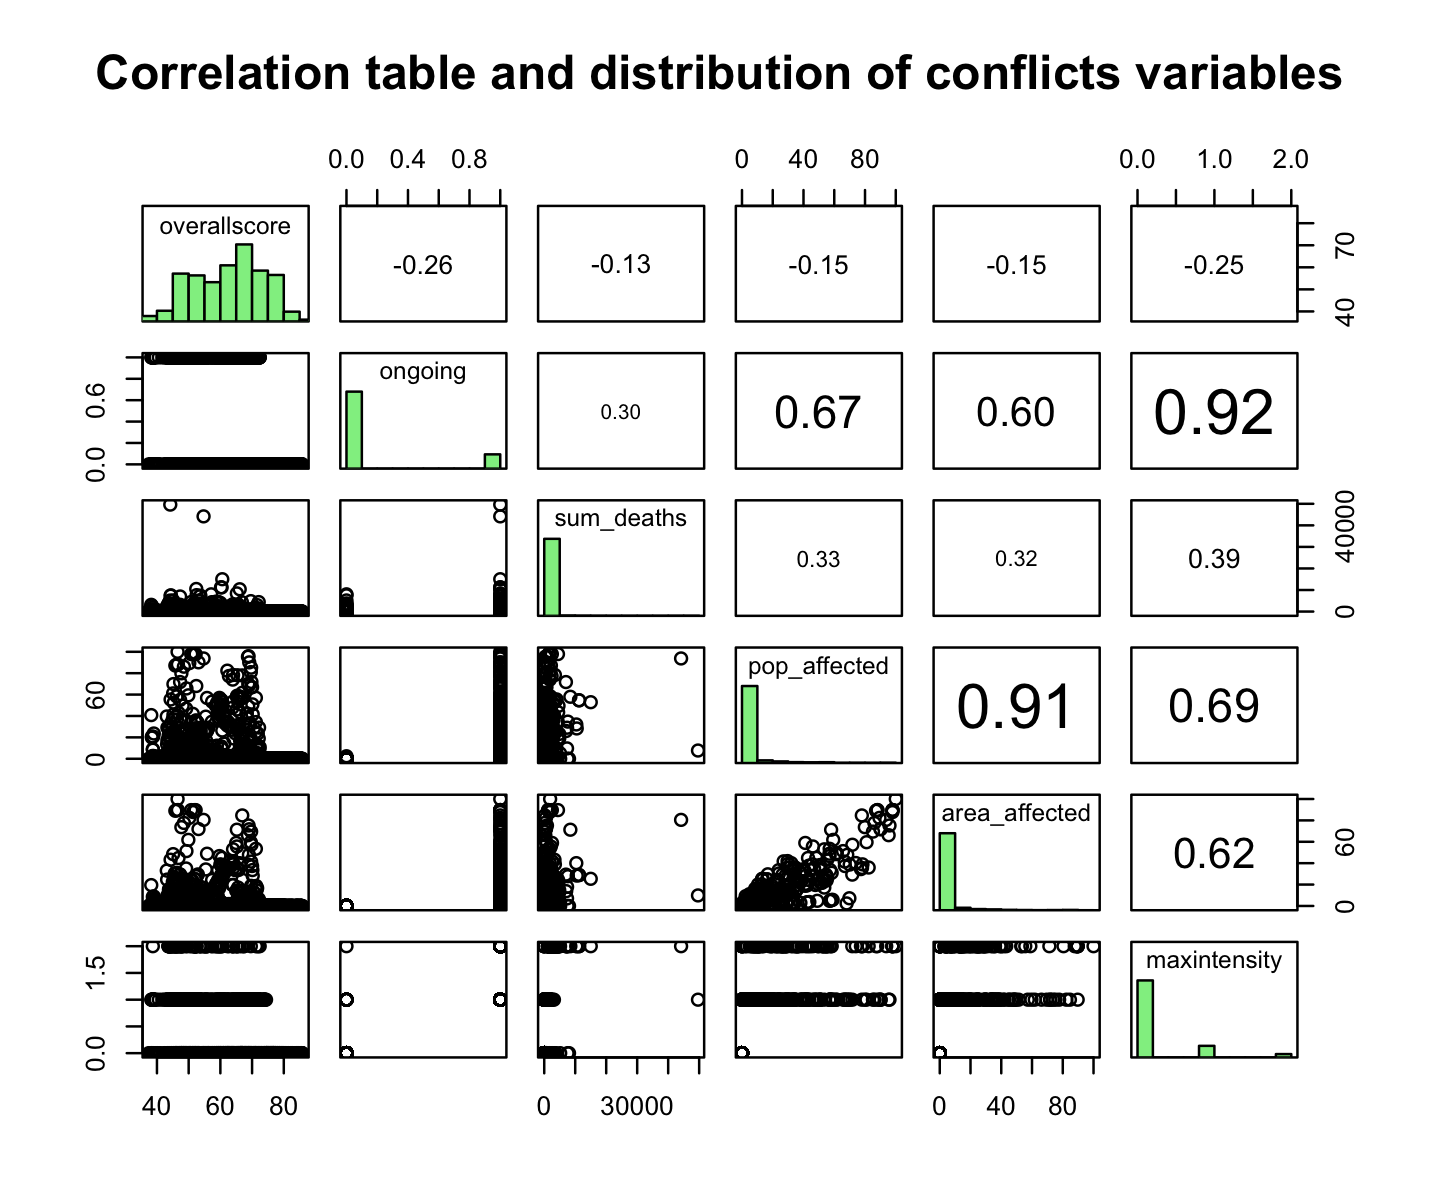 Correlation table and distribution of conflicts variables
0.0 0.4 0.8 0 40 80 0.0 1.0 2.0
overallscore -0.26 -0.13 -0.15 -0.15 -0.25 40 70
0.0 0.6 ongoing 0.30 0.67 0.60 0.92
sum_deaths 0.33 0.32 0.39 0 40000
0 60 pop_affected 0.91 0.69
area_affected 0.62 0 60
0.0 1.5 maxintensity
40 60 80 0 30000 0 40 80